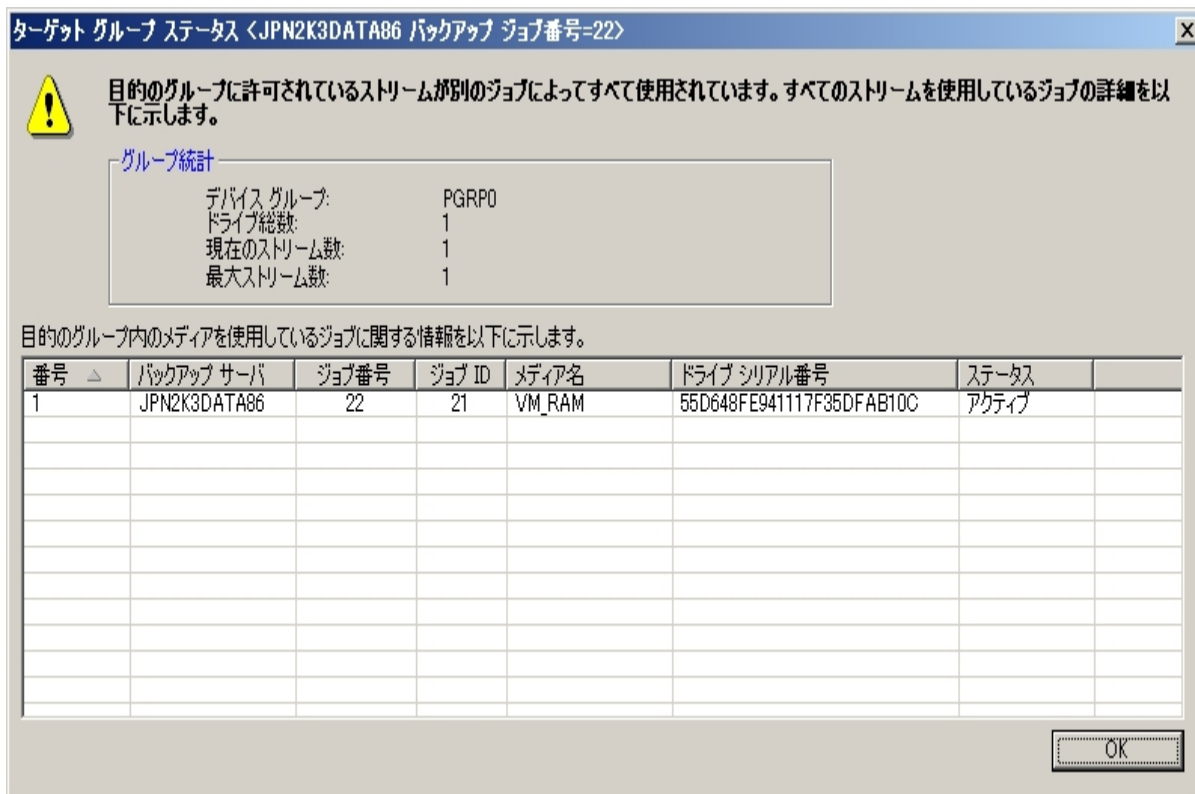 ターゲット グループ ステータス <JPN2K3DATA86 バックアップ ジョブ番号=22>
目的のグループに許可されているストリームが別のジョブによってすべて使用されています。すべてのストリームを使用しているジョブの詳細を以
下に示します。
グループ統計
デバイス グループ: PGRP0
ドライブ総数: 1
現在のストリーム数: 1
最大ストリーム数: 1
目的のグループ内のメディアを使用しているジョブに関する情報を以下に示します。
番号 バックアップ サーバ ジョブ番号 ジョブ ID メディア名 ドライブ シリアル番号 ステータス
1 JPN2K3DATA86 22 21 VM_RAM 55D648FE941117F35DFAB10C アクティブ
OK